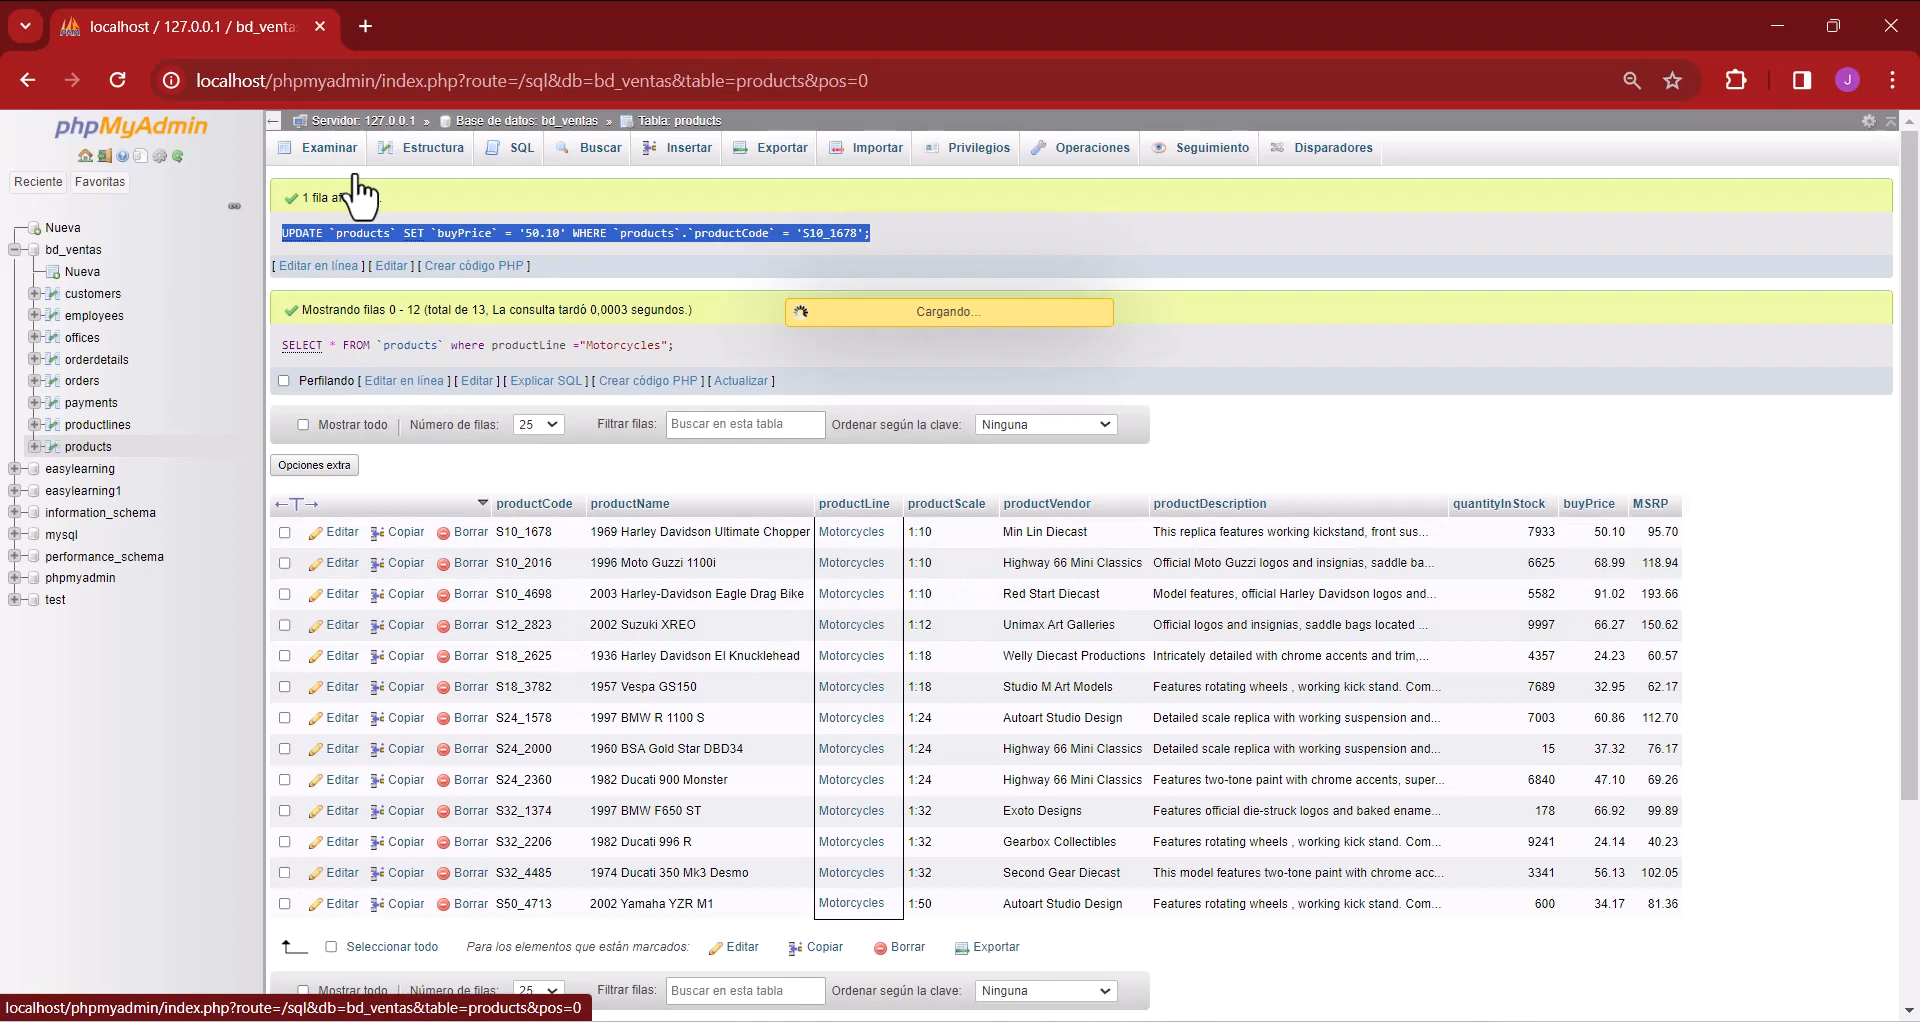 localhost / 127.0.0.1 / bd_venta
localhost/phpmyadmin/index.php?route=/sql&db=bd_ventas&table=products&pos=0
J
phpMyAdmin
Reciente Favoritas
Nueva
bd_ventas
Nueva
customers
employees
offices
orderdetails
orders
payments
productlines
products
easylearning
easylearning1
information_schema
mysql
performance_schema
phpmyadmin
test
Servidor: 127.0.0.1 » Base de datos: bd_ventas » Tabla: products
Examinar Estructura SQL Buscar Insertar Exportar Importar Privilegios Operaciones Seguimiento Disparadores
1 fila
UPDATE `products` SET `buyPrice` = '50.10' WHERE `products`.`productCode` = 'S10_1678';
[ Editar en línea ] [ Editar ] [ Crear código PHP ]
Mostrando filas 0 - 12 (total de 13, La consulta tardó 0,0003 segundos.)
Cargando...
SELECT * FROM `products` where productLine ="Motorcycles";
Perfilando [ Editar en línea ] [ Editar ] [ Explicar SQL ] [ Crear código PHP ] [ Actualizar ]
Mostrar todo | Número de filas: 25 Filtrar filas: Buscar en esta tabla Ordenar según la clave: Ninguna
Opciones extra
←T→ productCode productName productLine productScale productVendor productDescription quantityInStock buyPrice MSRP
Editar Copiar Borrar S10_1678 1969 Harley Davidson Ultimate Chopper Motorcycles 1:10 Min Lin Diecast This replica features working kickstand, front sus... 7933 50.10 95.70
Editar Copiar Borrar S10_2016 1996 Moto Guzzi 1100i Motorcycles 1:10 Highway 66 Mini Classics Official Moto Guzzi logos and insignias, saddle ba... 6625 68.99 118.94
Editar Copiar Borrar S10_4698 2003 Harley-Davidson Eagle Drag Bike Motorcycles 1:10 Red Start Diecast Model features, official Harley Davidson logos and... 5582 91.02 193.66
Editar Copiar Borrar S12_2823 2002 Suzuki XREO Motorcycles 1:12 Unimax Art Galleries Official logos and insignias, saddle bags located ... 9997 66.27 150.62
Editar Copiar Borrar S18_2625 1936 Harley Davidson El Knucklehead Motorcycles 1:18 Welly Diecast Productions Intricately detailed with chrome accents and trim,... 4357 24.23 60.57
Editar Copiar Borrar S18_3782 1957 Vespa GS150 Motorcycles 1:18 Studio M Art Models Features rotating wheels , working kick stand. Com... 7689 32.95 62.17
Editar Copiar Borrar S24_1578 1997 BMW R 1100 S Motorcycles 1:24 Autoart Studio Design Detailed scale replica with working suspension and... 7003 60.86 112.70
Editar Copiar Borrar S24_2000 1960 BSA Gold Star DBD34 Motorcycles 1:24 Highway 66 Mini Classics Detailed scale replica with working suspension and... 15 37.32 76.17
Editar Copiar Borrar S24_2360 1982 Ducati 900 Monster Motorcycles 1:24 Highway 66 Mini Classics Features two-tone paint with chrome accents, super... 6840 47.10 69.26
Editar Copiar Borrar S32_1374 1997 BMW F650 ST Motorcycles 1:32 Exoto Designs Features official die-struck logos and baked ename... 178 66.92 99.89
Editar Copiar Borrar S32_2206 1982 Ducati 996 R Motorcycles 1:32 Gearbox Collectibles Features rotating wheels , working kick stand. Com... 9241 24.14 40.23
Editar Copiar Borrar S32_4485 1974 Ducati 350 Mk3 Desmo Motorcycles 1:32 Second Gear Diecast This model features two-tone paint with chrome acc... 3341 56.13 102.05
Editar Copiar Borrar S50_4713 2002 Yamaha YZR M1 Motorcycles 1:50 Autoart Studio Design Features rotating wheels , working kick stand. Com... 600 34.17 81.36
Seleccionar todo Para los elementos que están marcados: Editar Copiar Borrar Exportar
Mostrar todo | Número de filas: 25 Filtrar filas: Buscar en esta tabla Ordenar según la clave: Ninguna
localhost/phpmyadmin/index.php?route=/sql&db=bd_ventas&table=products&pos=0